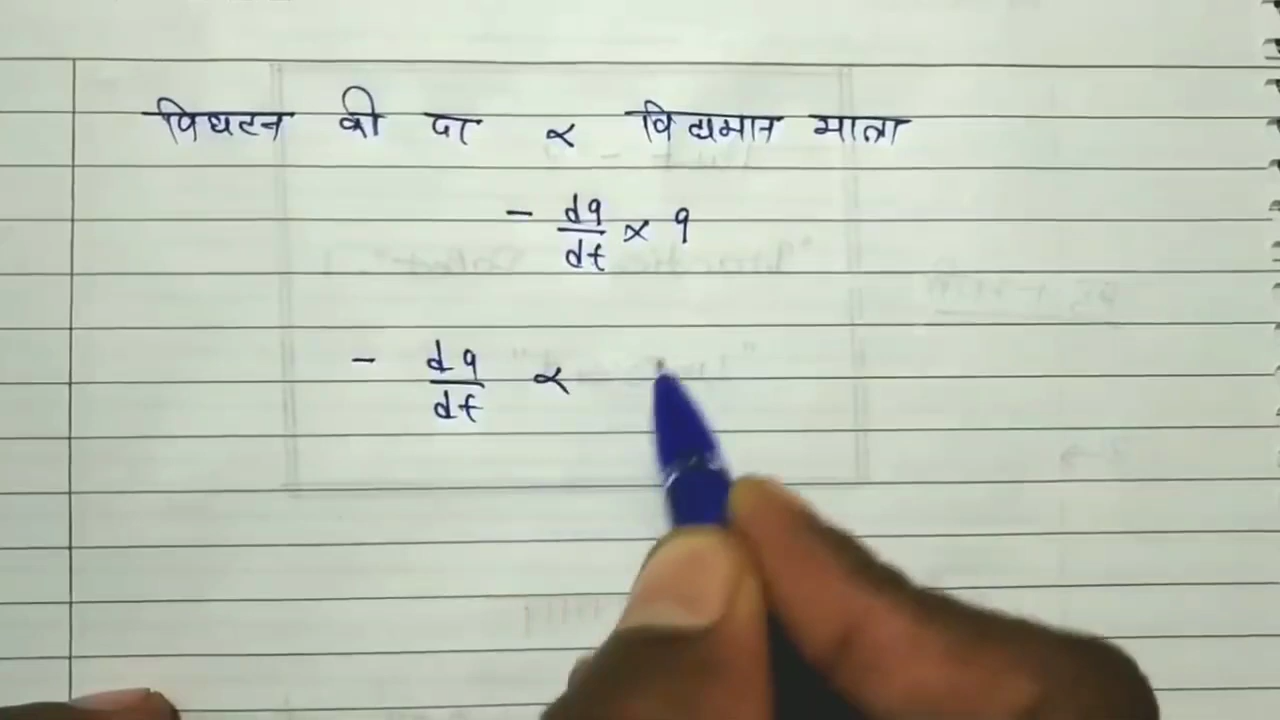 विघटन की दर ∝ विद्यमान मात्रा
- dq/dt ∝ q
- dq/dt ∝